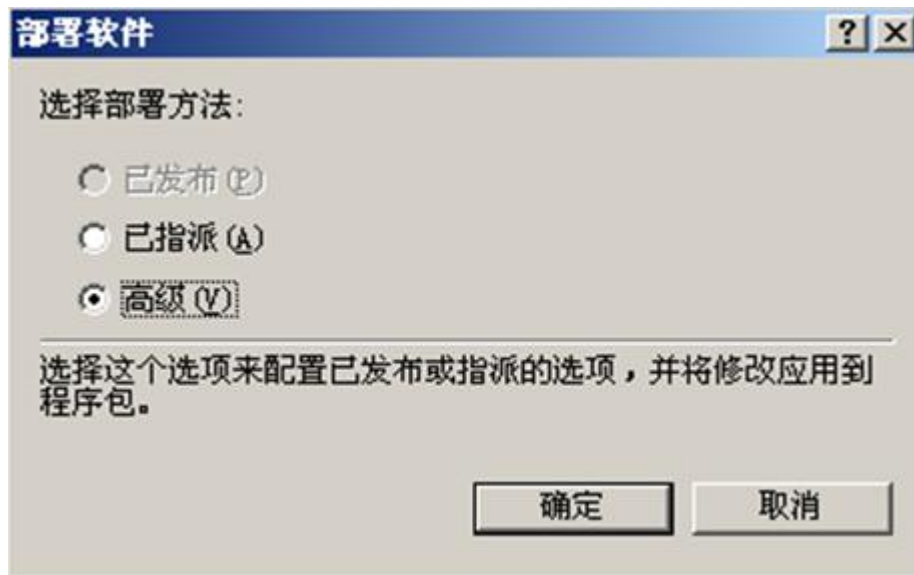 部署软件
选择部署方法:
已发布(P)
已指派(A)
高级(V)
选择这个选项来配置已发布或指派的选项，并将修改应用到
程序包。
确定
取消